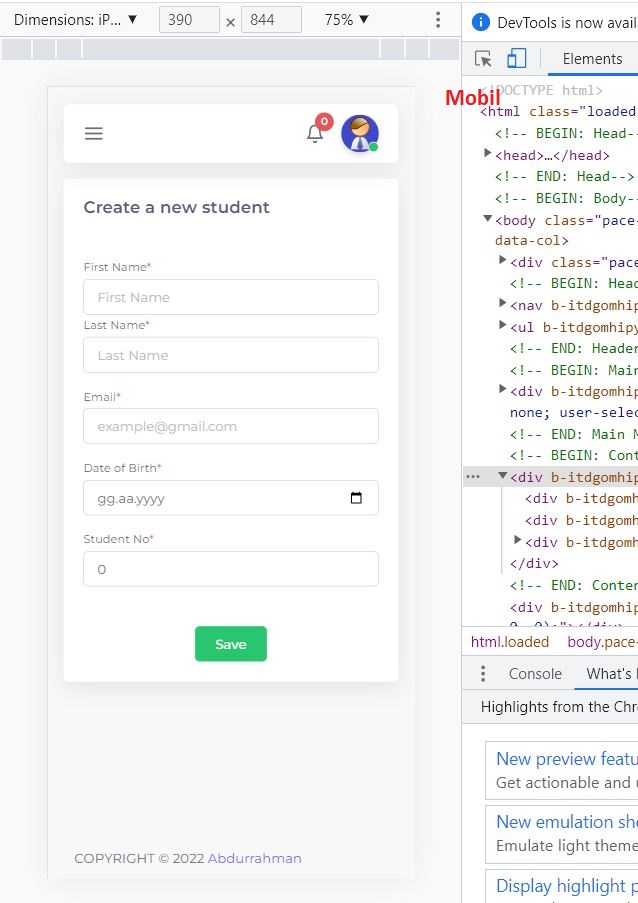 Dimensions: iP... ▼ 390 × 844 75% ▼
DevTools is now avail
Elements
Mobil
<!DOCTYPE html>
<html class="loaded
<!-- BEGIN: Head--
<head>…</head>
<!-- END: Head-->
<!-- BEGIN: Body--
<body class="pace-
data-col>
<div class="pace
<!-- BEGIN: Head
<nav b-itdgomhip
<ul b-itdgomhipy
<!-- END: Header
<!-- BEGIN: Main
<div b-itdgomhip
none; user-selec
<!-- END: Main M
<!-- BEGIN: Cont
<div b-itdgomhip
<div b-itdgomh
<div b-itdgomh
<div b-itdgomh
</div>
<!-- END: Conter
<div b-itdgomhip
html.loaded body.pace-
Console What's
Highlights from the Chr
New preview featu
Get actionable and u
New emulation sh
Emulate light theme
Display highlight p
0
Create a new student
First Name*
First Name
Last Name*
Last Name
Email*
example@gmail.com
Date of Birth*
gg.aa.yyyy
Student No*
0
Save
COPYRIGHT © 2022 Abdurrahman